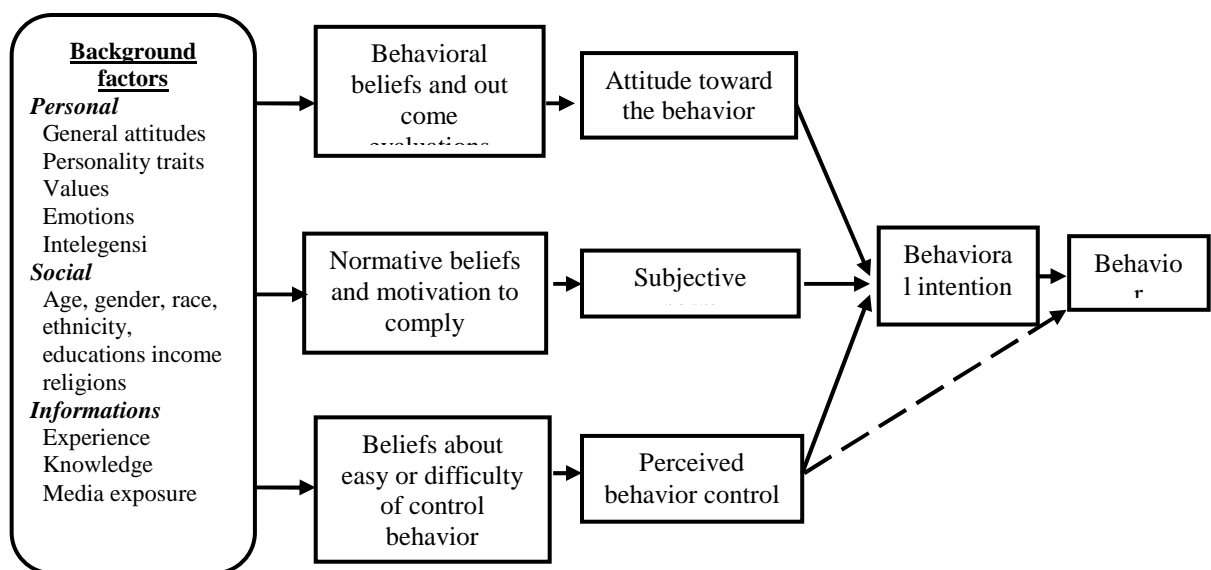 Background
factors
Personal
General attitudes
Personality traits
Values
Emotions
Intelegensi
Social
Age, gender, race,
ethnicity,
educations income
religions
Informations
Experience
Knowledge
Media exposure
Behavioral
beliefs and out
come
evaluations
Attitude toward
the behavior
Normative beliefs
and motivation to
comply
Subjective
Beliefs about
easy or difficulty
of control
behavior
Perceived
behavior control
Behaviora
l intention
Behavio
r